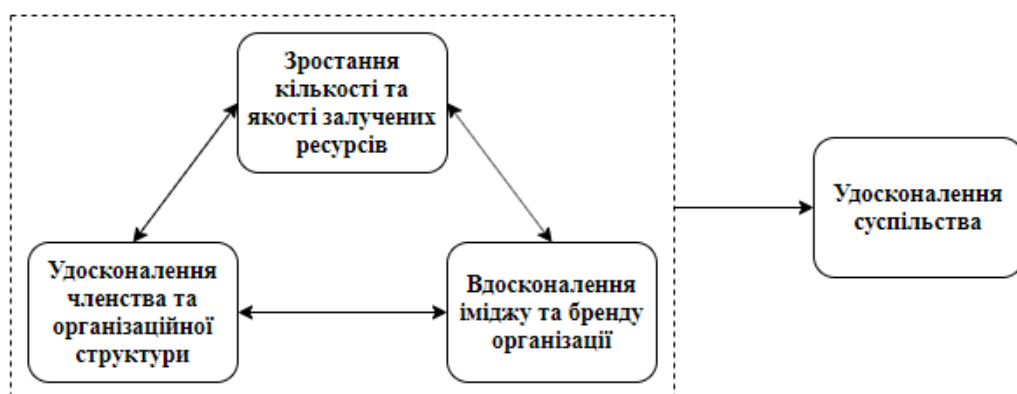 Зростання
кількості та
якості залучених
ресурсів
Удосконалення
членства та
організаційної
структури
Вдосконалення
іміджу та бренду
організації
Удосконалення
суспільства